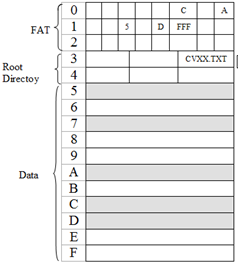 0 C A
FAT 1 5 D FFF
2
Root Directoy 3 CVXX.TXT
4
5
6
7
8
9
Data A
B
C
D
E
F